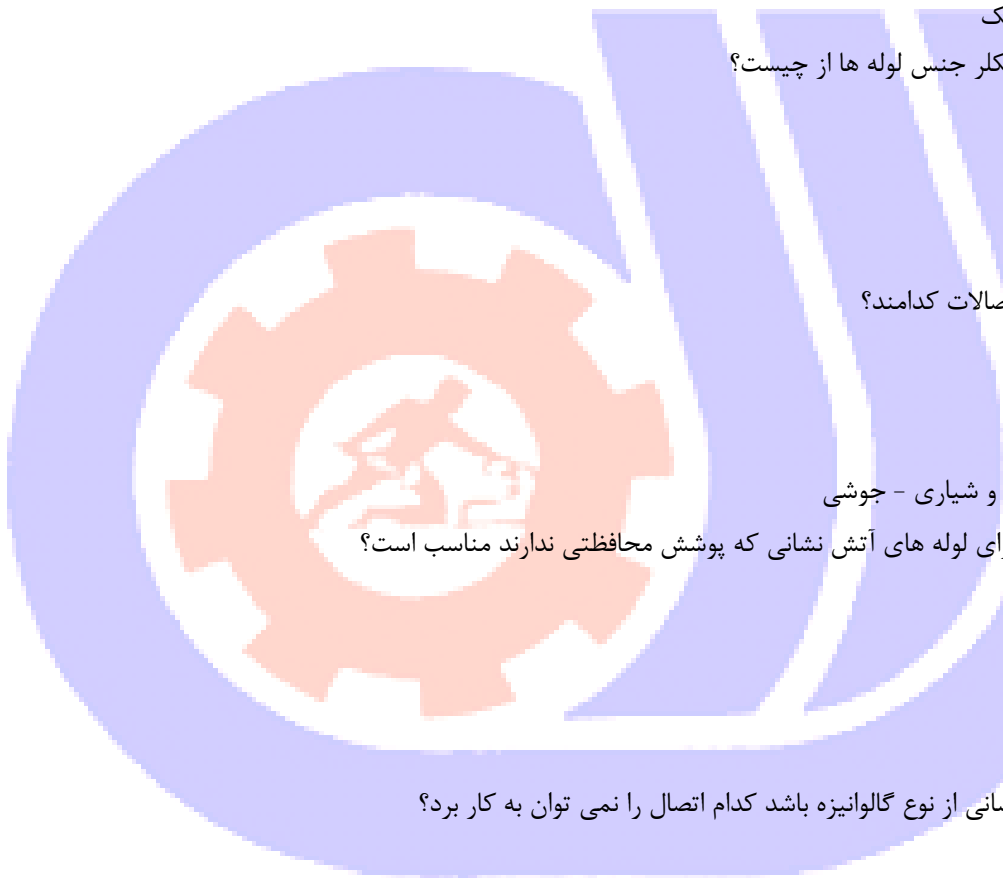 ک
کلر جنس لوله ها از چیست؟
صالات کدامند؟
و شیاری - جوشی
رای لوله های آتش نشانی که پوشش محافظتی ندارند مناسب است؟
سانی از نوع گالوانیزه باشد کدام اتصال را نمی توان به کار برد؟